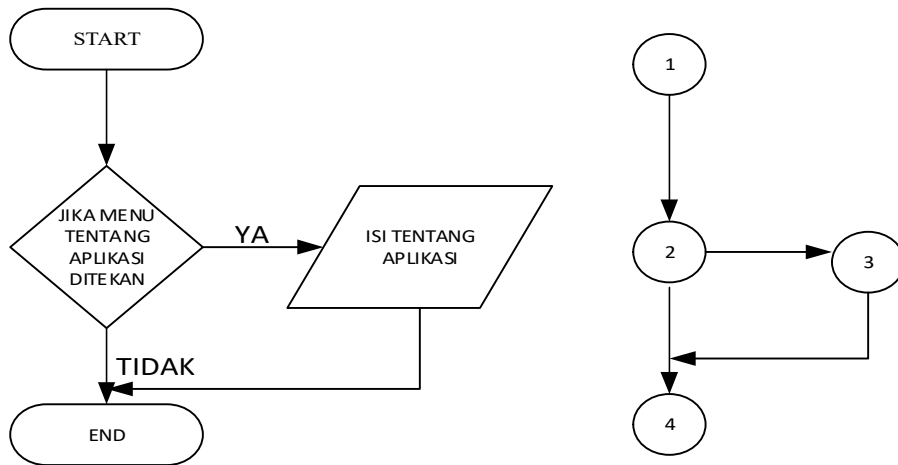 START
JIKA MENU
TENTANG
APLIKASI
DITEKAN
YA
ISI TENTANG
APLIKASI
TIDAK
END
1
2
3
4